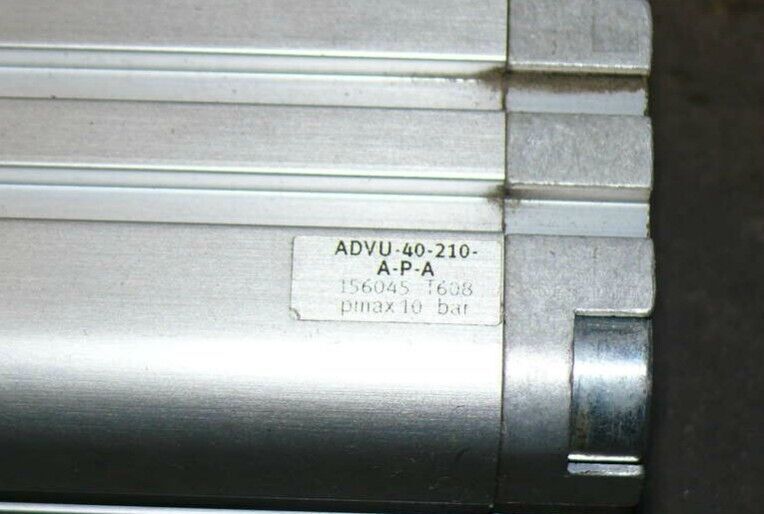 ADVU-40-210-
A-P-A
156045 T608
pmax 10 bar